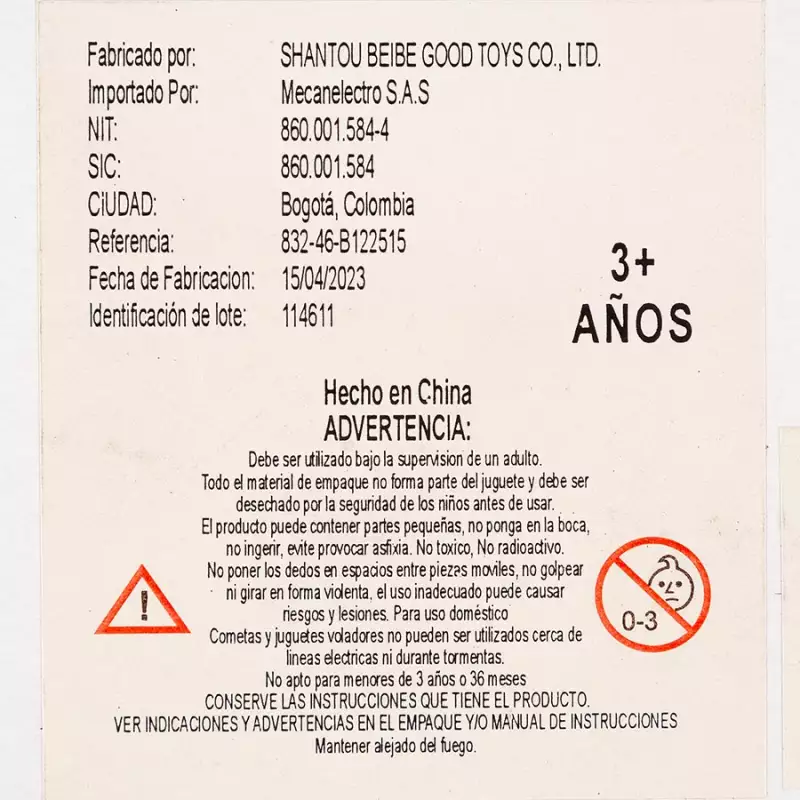 Fabricado por: SHANTOU BEIBE GOOD TOYS CO., LTD.
Importado Por: Mecanelectro S.A.S
NIT: 860.001.584-4
SIC: 860.001.584
CIUDAD: Bogotá, Colombia
Referencia: 832-46-B122515
Fecha de Fabricacion: 15/04/2023
Identificación de lote: 114611
3+
AÑOS
Hecho en China
ADVERTENCIA:
Debe ser utilizado bajo la supervision de un adulto.
Todo el material de empaque no forma parte del juguete y debe ser
desechado por la seguridad de los niños antes de usar.
El producto puede contener partes pequeñas, no ponga en la boca,
no ingerir, evite provocar asfixia. No toxico, No radioactivo.
No poner los dedos en espacios entre piezas moviles, no golpear
ni girar en forma violenta, el uso inadecuado puede causar
riesgos y lesiones. Para uso doméstico
Cometas y juguetes voladores no pueden ser utilizados cerca de
lineas electricas ni durante tormentas.
No apto para menores de 3 años o 36 meses
CONSERVE LAS INSTRUCCIONES QUE TIENE EL PRODUCTO.
VER INDICACIONES Y ADVERTENCIAS EN EL EMPAQUE Y/O MANUAL DE INSTRUCCIONES
Mantener alejado del fuego.
!
0-3